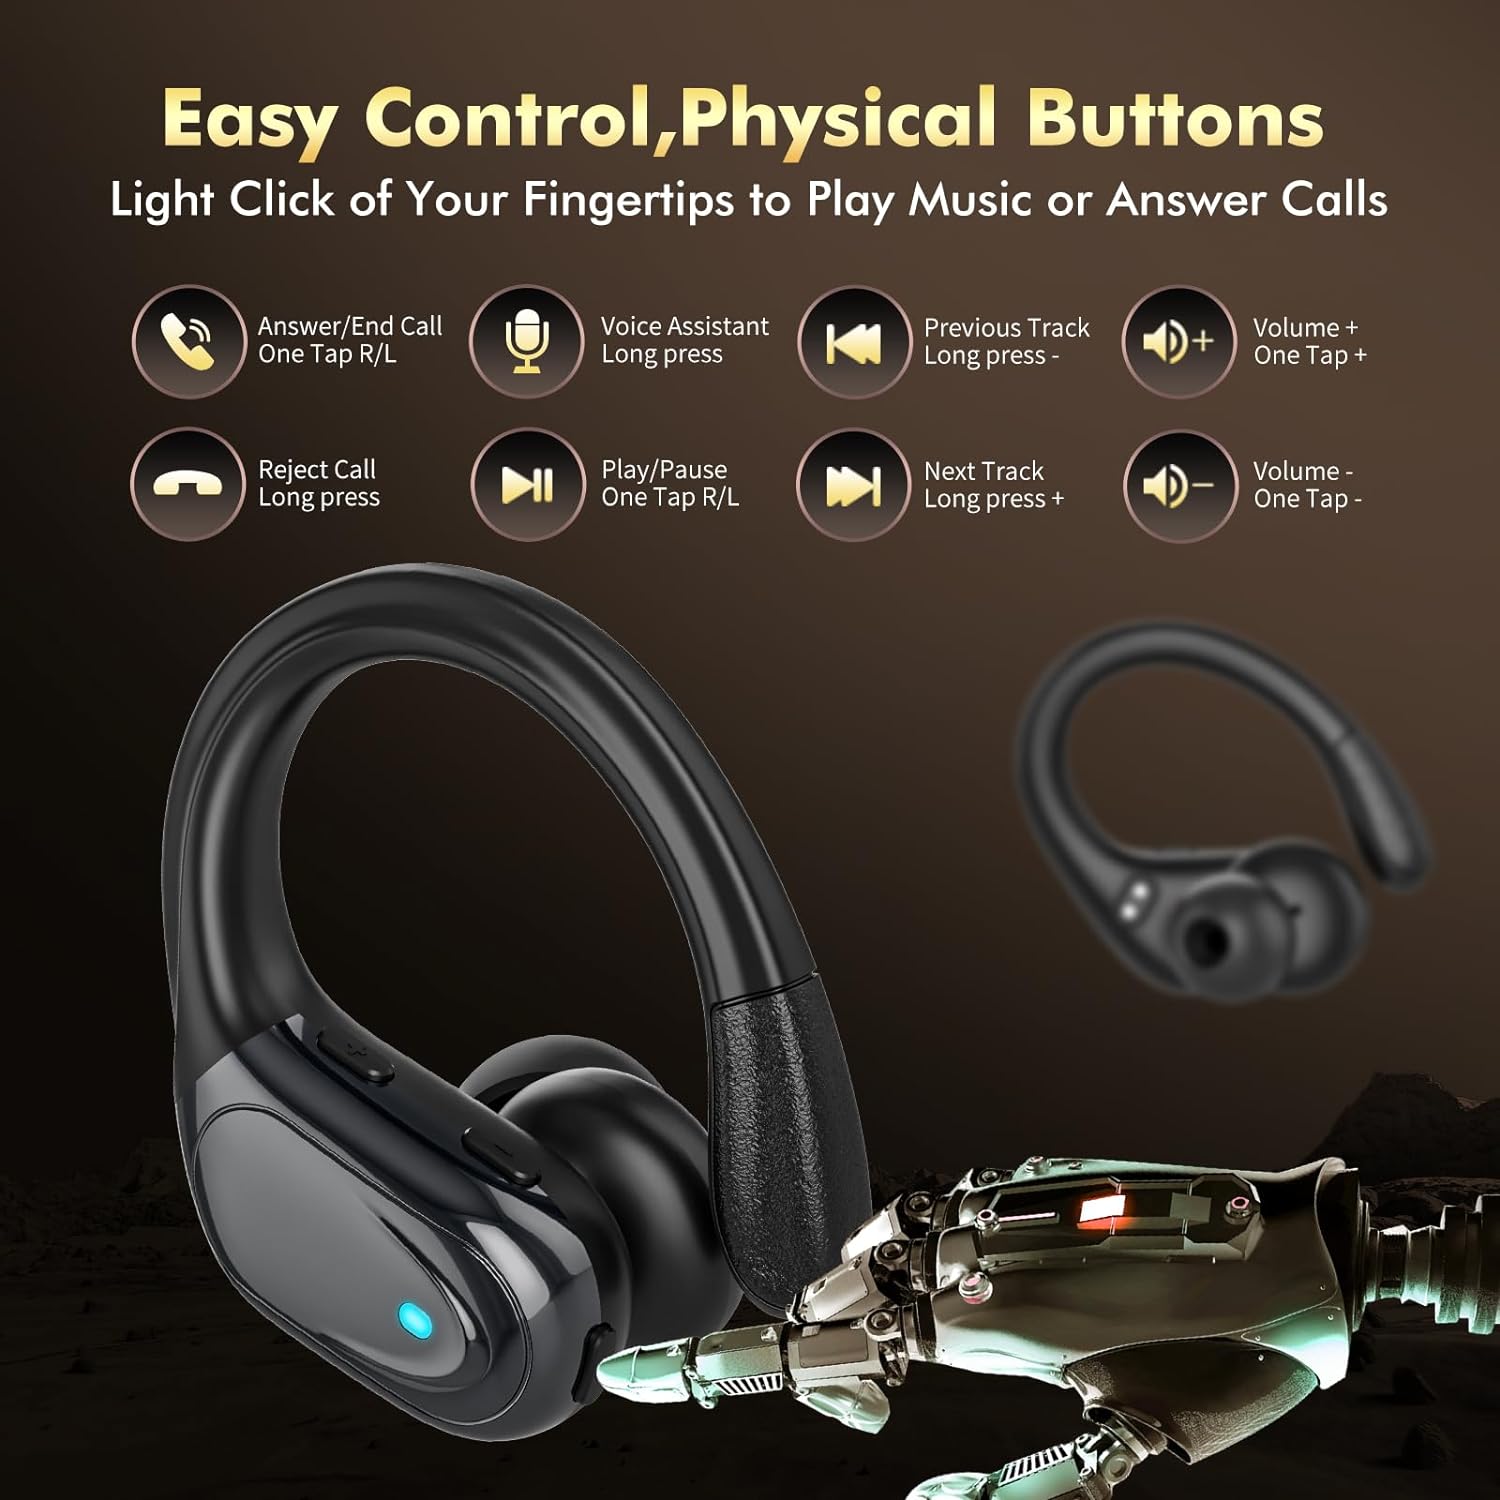 Easy Control,Physical Buttons
Light Click of Your Fingertips to Play Music or Answer Calls
Answer/End Call
One Tap R/L
Voice Assistant
Long press
Previous Track
Long press -
Volume +
One Tap +
Reject Call
Long press
Play/Pause
One Tap R/L
Next Track
Long press +
Volume -
One Tap -